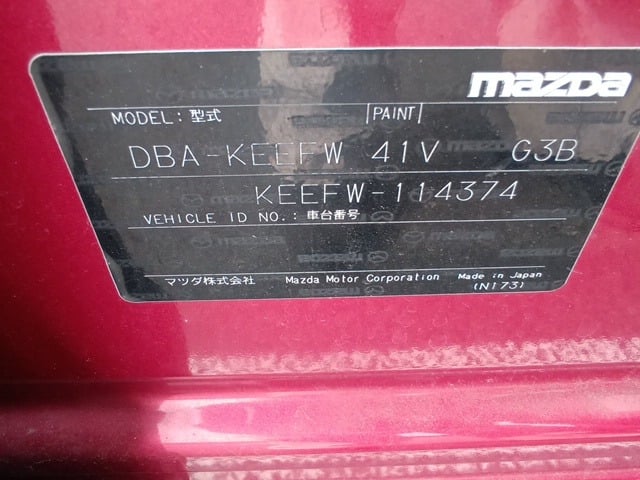 mazda
MODEL: 型式 |PAINT|
DBA-KEEFW 41V G3B
KEEFW-114374
VEHICLE ID NO.: 車台番号
マツダ株式会社 Mazda Motor Corporation Made in Japan
(N173)